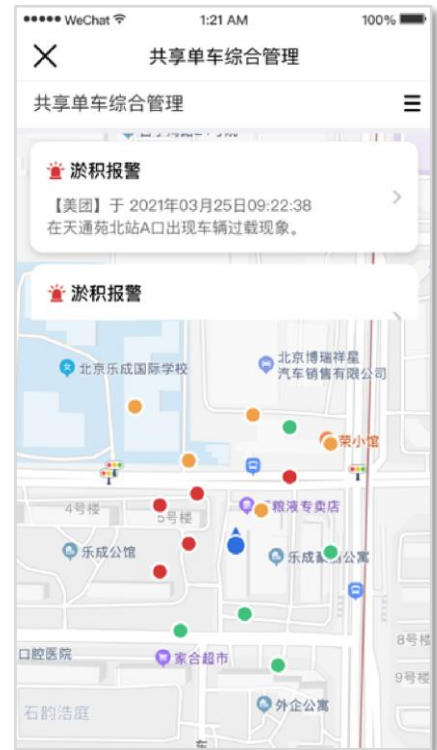 WeChat 1:21 AM 100%
共享单车综合管理
共享单车综合管理
淤积报警
【美团】于 2021年03月25日09:22:38
在天通苑北站A口出现车辆过载现象。
淤积报警
北京乐成国际学校
北京博瑞祥星
汽车销售有限公司
荣小馆
4号楼
5号楼
粮液专卖店
乐成公馆
乐成豪
公寓
口腔医院
家合超市
8号楼
9号楼
石韵浩庭
外企公寓